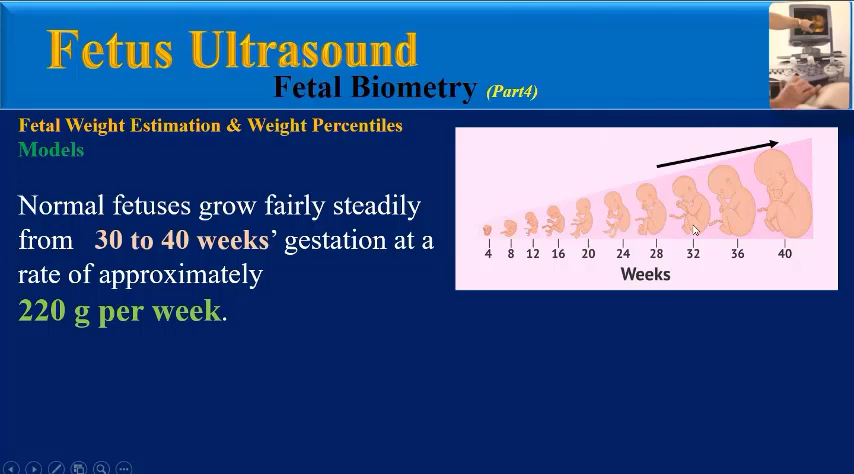 Fetus Ultrasound
Fetal Biometry (Part4)
Fetal Weight Estimation & Weight Percentiles
Models
Normal fetuses grow fairly steadily
from 30 to 40 weeks’ gestation at a
rate of approximately
220 g per week.
4 8 12 16 20 24 28 32 36 40
Weeks